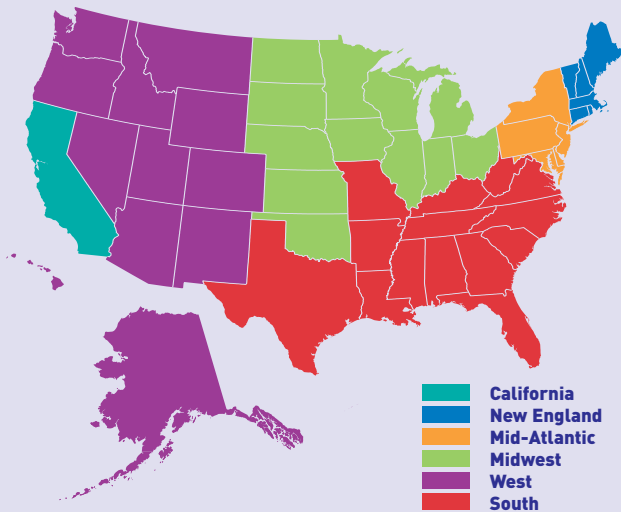 California
New England
Mid-Atlantic
Midwest
West
South